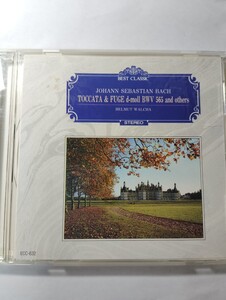 BEST CLASSIC
JOHANN SEBASTIAN BACH
TOCCATA & FUGE d-moll BWV 565 and others
HELMUT WALCHA
STEREO